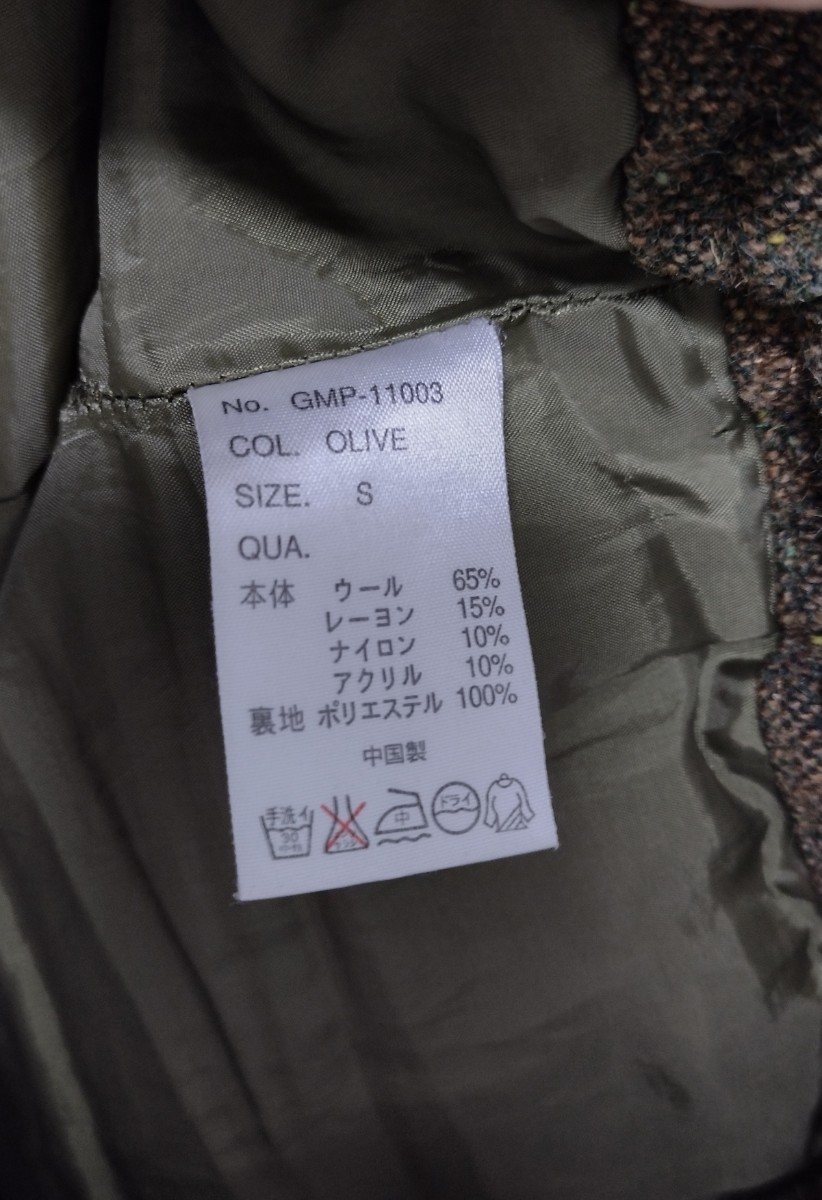 No. GMP-11003
COL. OLIVE
SIZE. S
QUA.
本体 ウール 65%
レーヨン 15%
ナイロン 10%
アクリル 10%
裏地 ポリエステル 100%
中国製
手洗イ 30 中性 中 ドライ